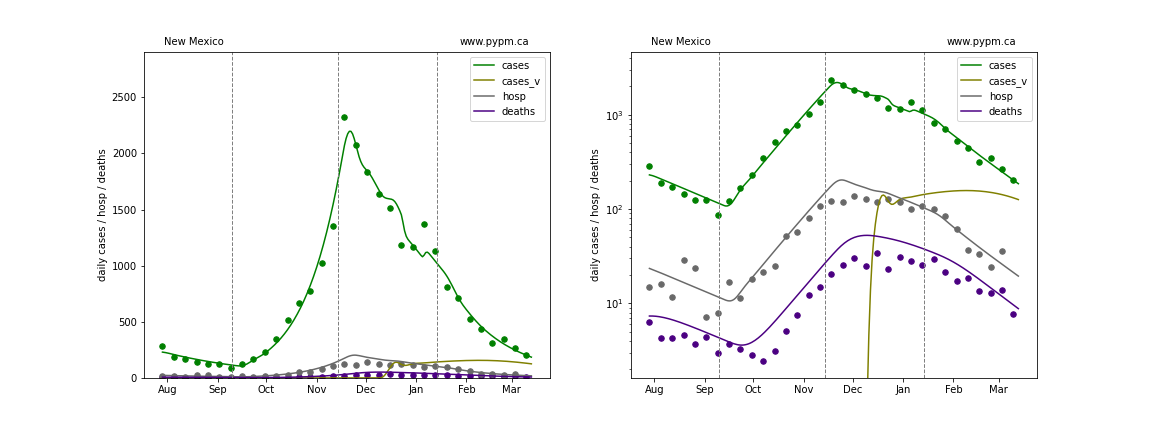 New Mexico www.pypm.ca
cases
cases_v
hosp
deaths
2500
2000
1500
1000
500
0
daily cases / hosp / deaths
Aug Sep Oct Nov Dec Jan Feb Mar
New Mexico www.pypm.ca
cases
cases_v
hosp
deaths
10³
10²
10¹
daily cases / hosp / deaths
Aug Sep Oct Nov Dec Jan Feb Mar